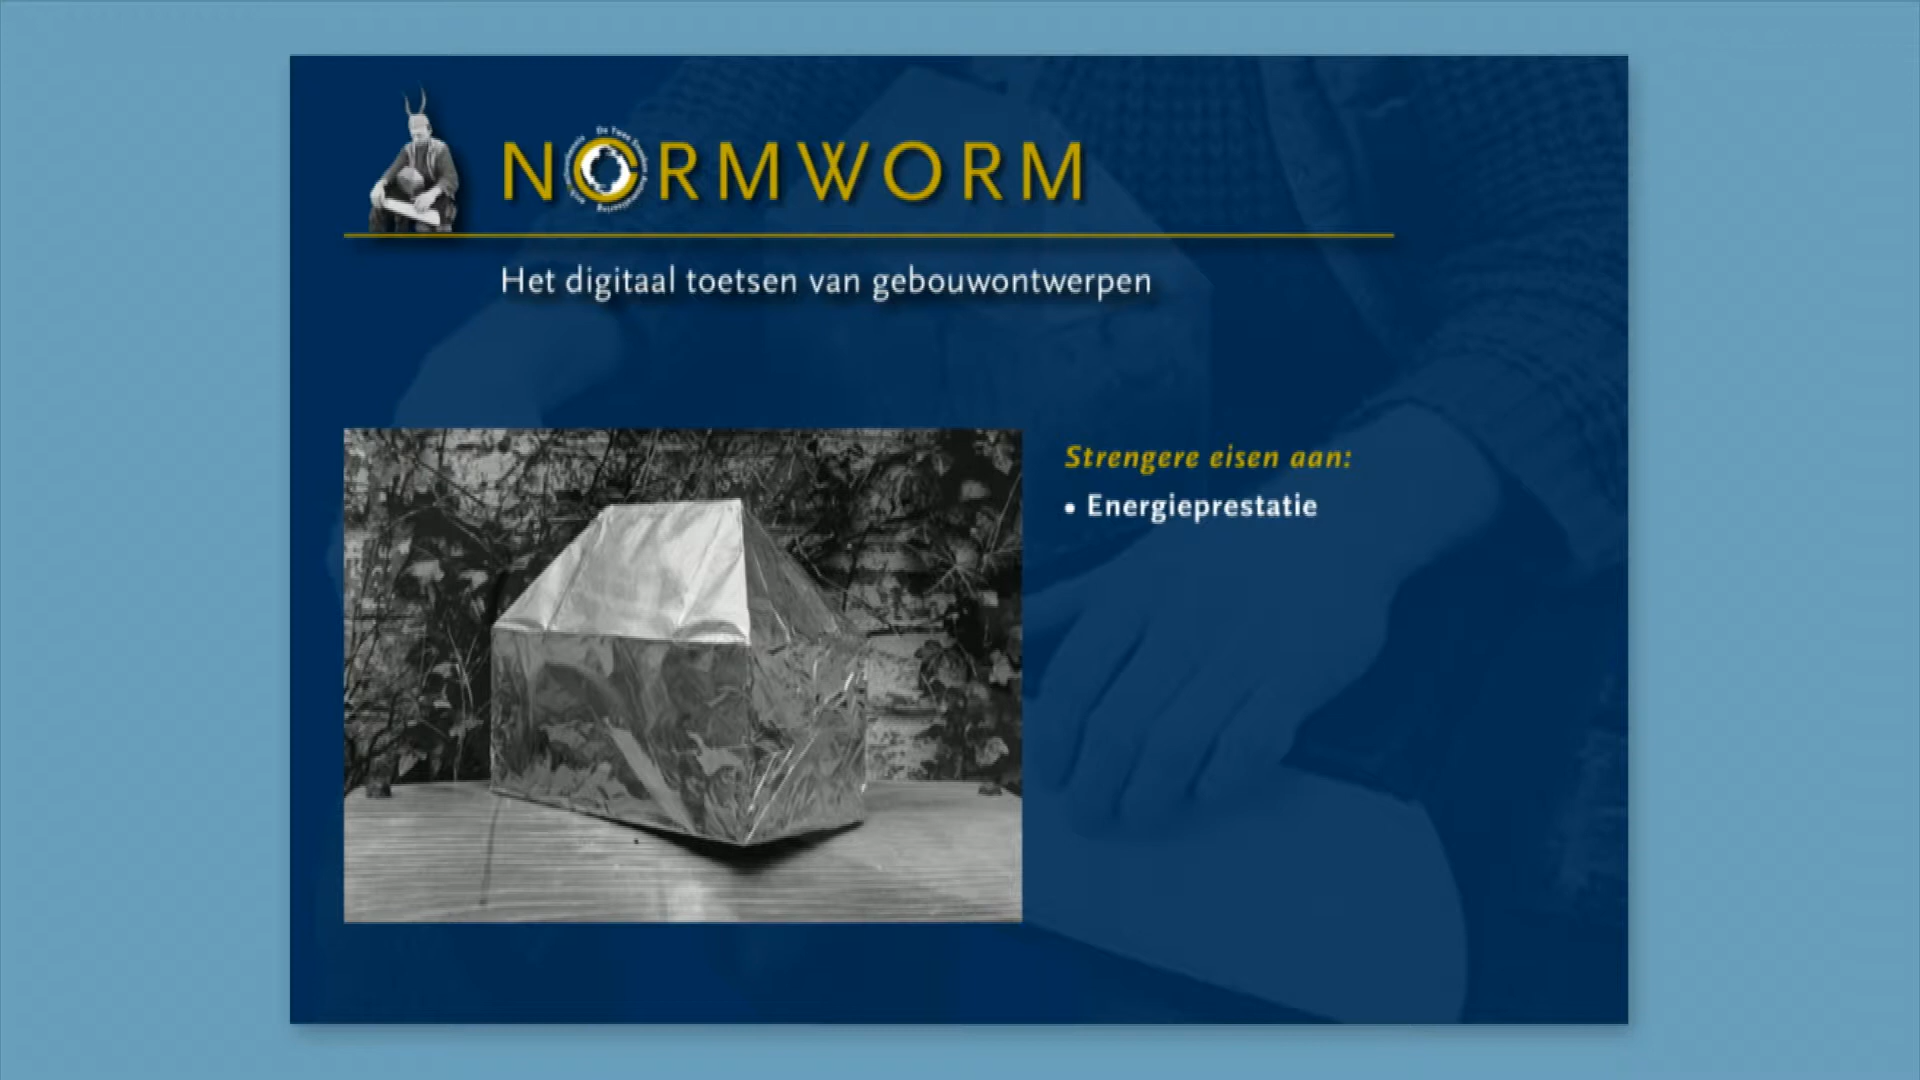 NORMWORM
Het digitaal toetsen van gebouwontwerpen
Strengere eisen aan:
• Energieprestatie